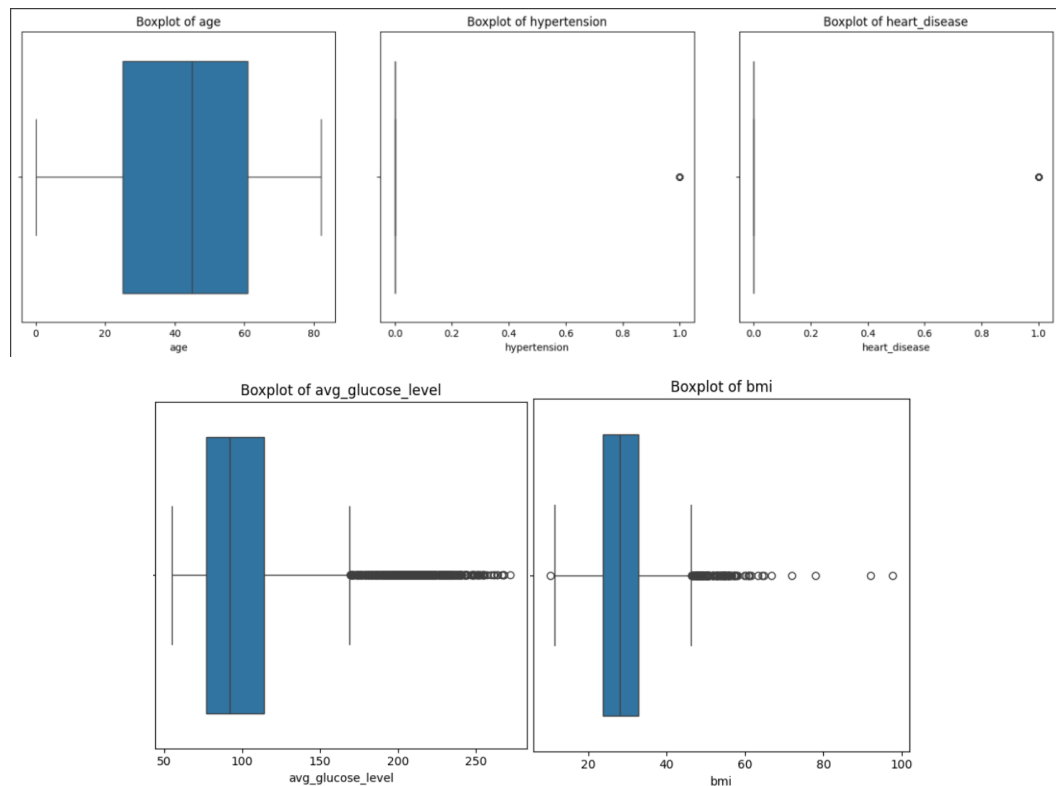 Boxplot of age
Boxplot of hypertension
Boxplot of heart_disease
0 20 40 60 80
0.0 0.2 0.4 0.6 0.8 1.0
0.0 0.2 0.4 0.6 0.8 1.0
age
hypertension
heart_disease
Boxplot of avg_glucose_level
Boxplot of bmi
50 100 150 200 250
20 40 60 80 100
avg_glucose_level
bmi